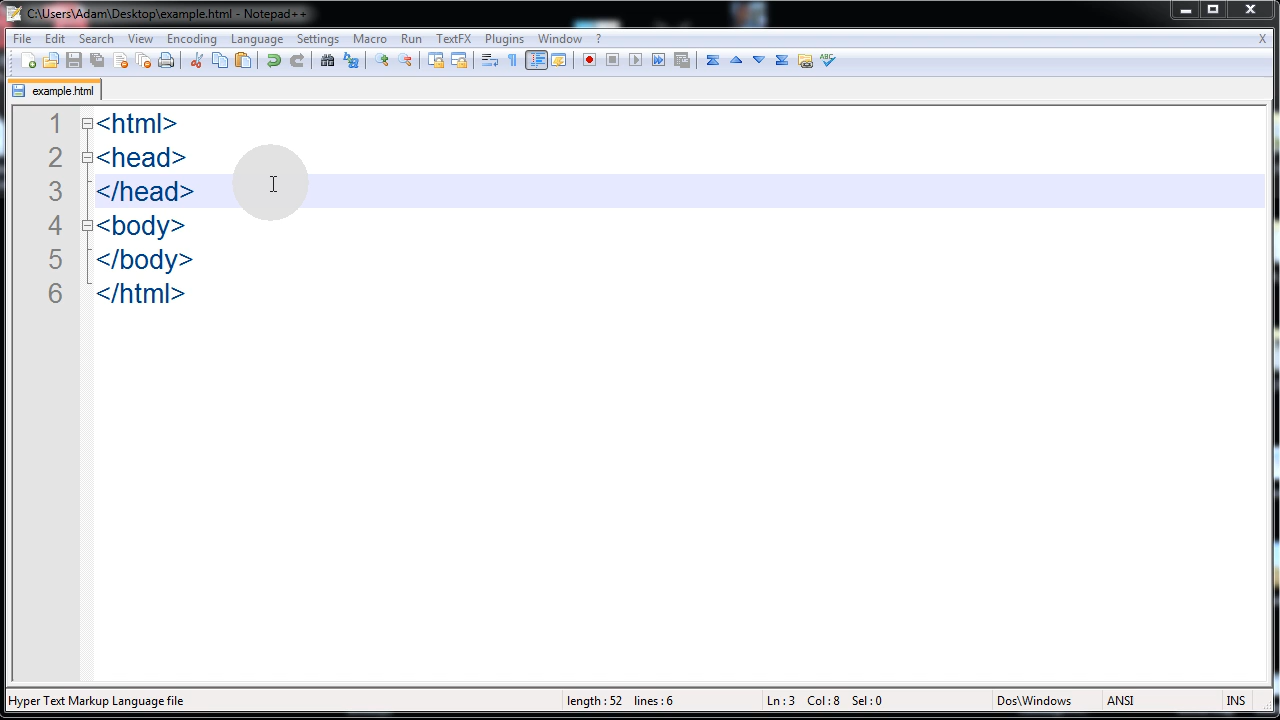 C:\Users\Adam\Desktop\example.html - Notepad++
File Edit Search View Encoding Language Settings Macro Run TextFX Plugins Window ? X
example.html
1 <html>
2 <head>
3 </head>
4 <body>
5 </body>
6 </html>
Hyper Text Markup Language file length : 52 lines : 6 Ln : 3 Col : 8 Sel : 0 Dos\Windows ANSI INS